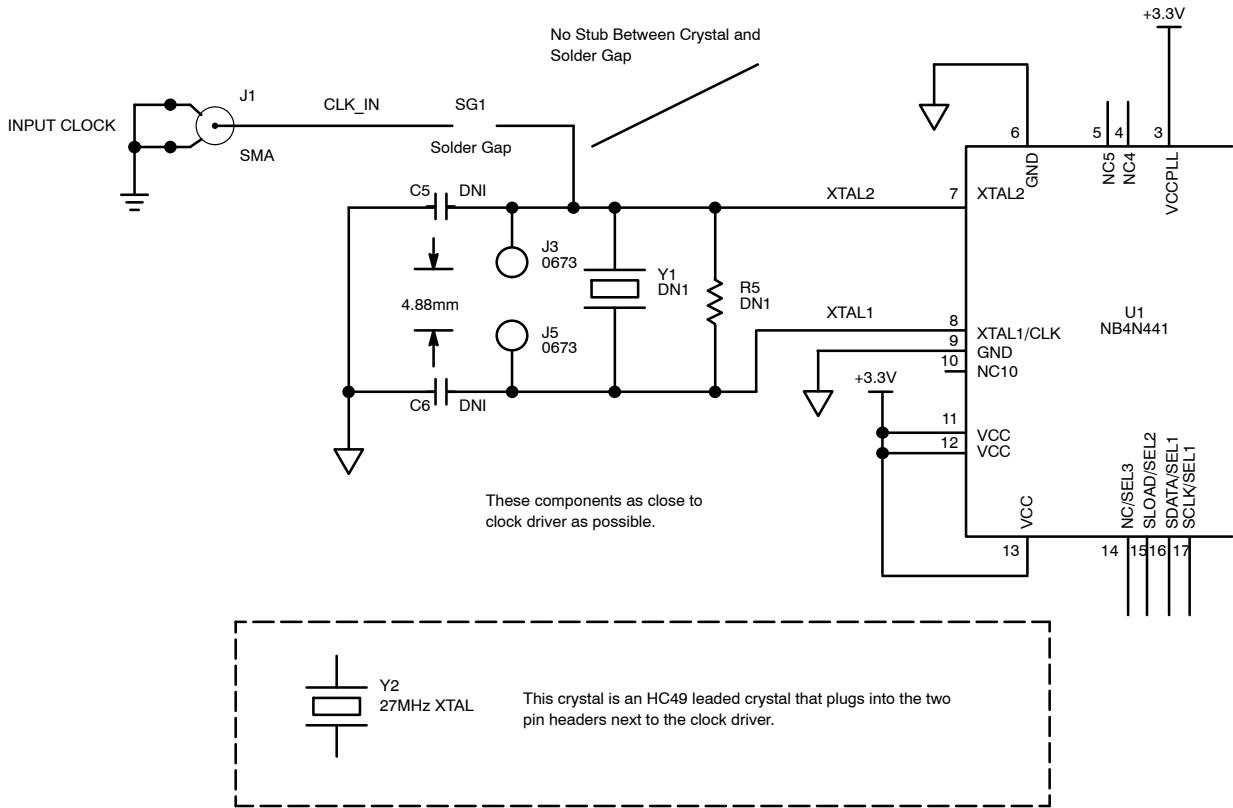 +3.3V
No Stub Between Crystal and
Solder Gap
J1
CLK_IN
SG1
INPUT CLOCK
SMA
Solder Gap
6
5
4
3
GND
NC5
NC4
VCCPLL
C5
DNI
XTAL2
7
XTAL2
J3
0673
4.88mm
Y1
DN1
R5
DN1
J5
0673
XTAL1
8
XTAL1/CLK
9
GND
10
NC10
U1
NB4N441
C6
DNI
+3.3V
11
VCC
12
VCC
These components as close to
clock driver as possible.
VCC
NC/SEL3
SLOAD/SEL2
SDATA/SEL1
SCLK/SEL1
13
14
15
16
17
Y2
27MHz XTAL
This crystal is an HC49 leaded crystal that plugs into the two
pin headers next to the clock driver.